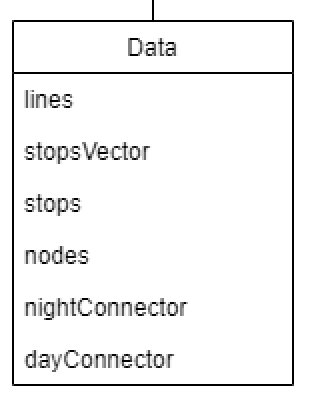 Data
lines
stopsVector
stops
nodes
nightConnector
dayConnector